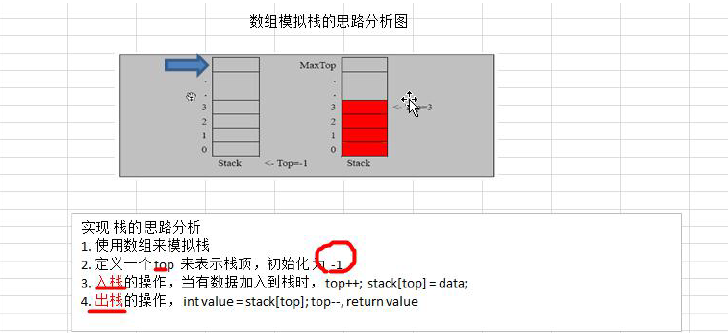 数组模拟栈的思路分析图
MaxTop
3 3 <- Top=3
2 2
1 1
0 0
Stack <- Top=-1 Stack
实现 栈的思路分析
1. 使用数组来模拟栈
2. 定义一个 top 来表示栈顶，初始化 为 -1
3. 入栈的操作，当有数据加入到栈时，top++; stack[top] = data;
4. 出栈的操作， int value = stack[top]; top--, return value